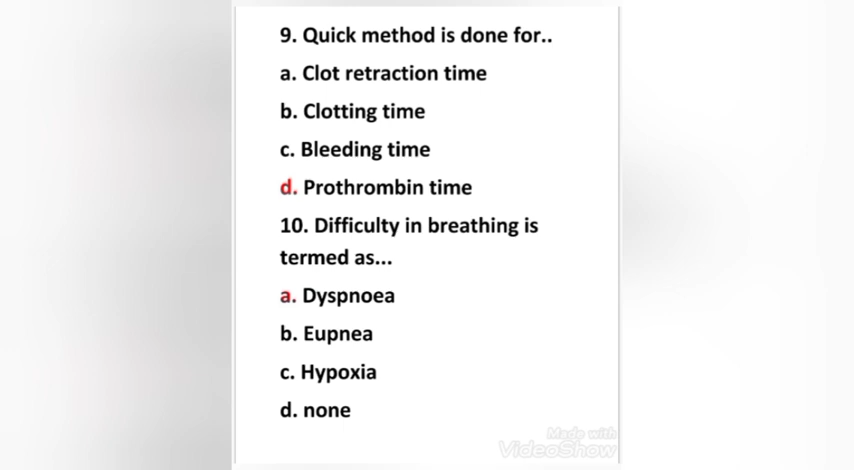 9. Quick method is done for..
a. Clot retraction time
b. Clotting time
c. Bleeding time
d. Prothrombin time
10. Difficulty in breathing is
termed as...
a. Dyspnoea
b. Eupnea
c. Hypoxia
d. none
Made with
VideoShow